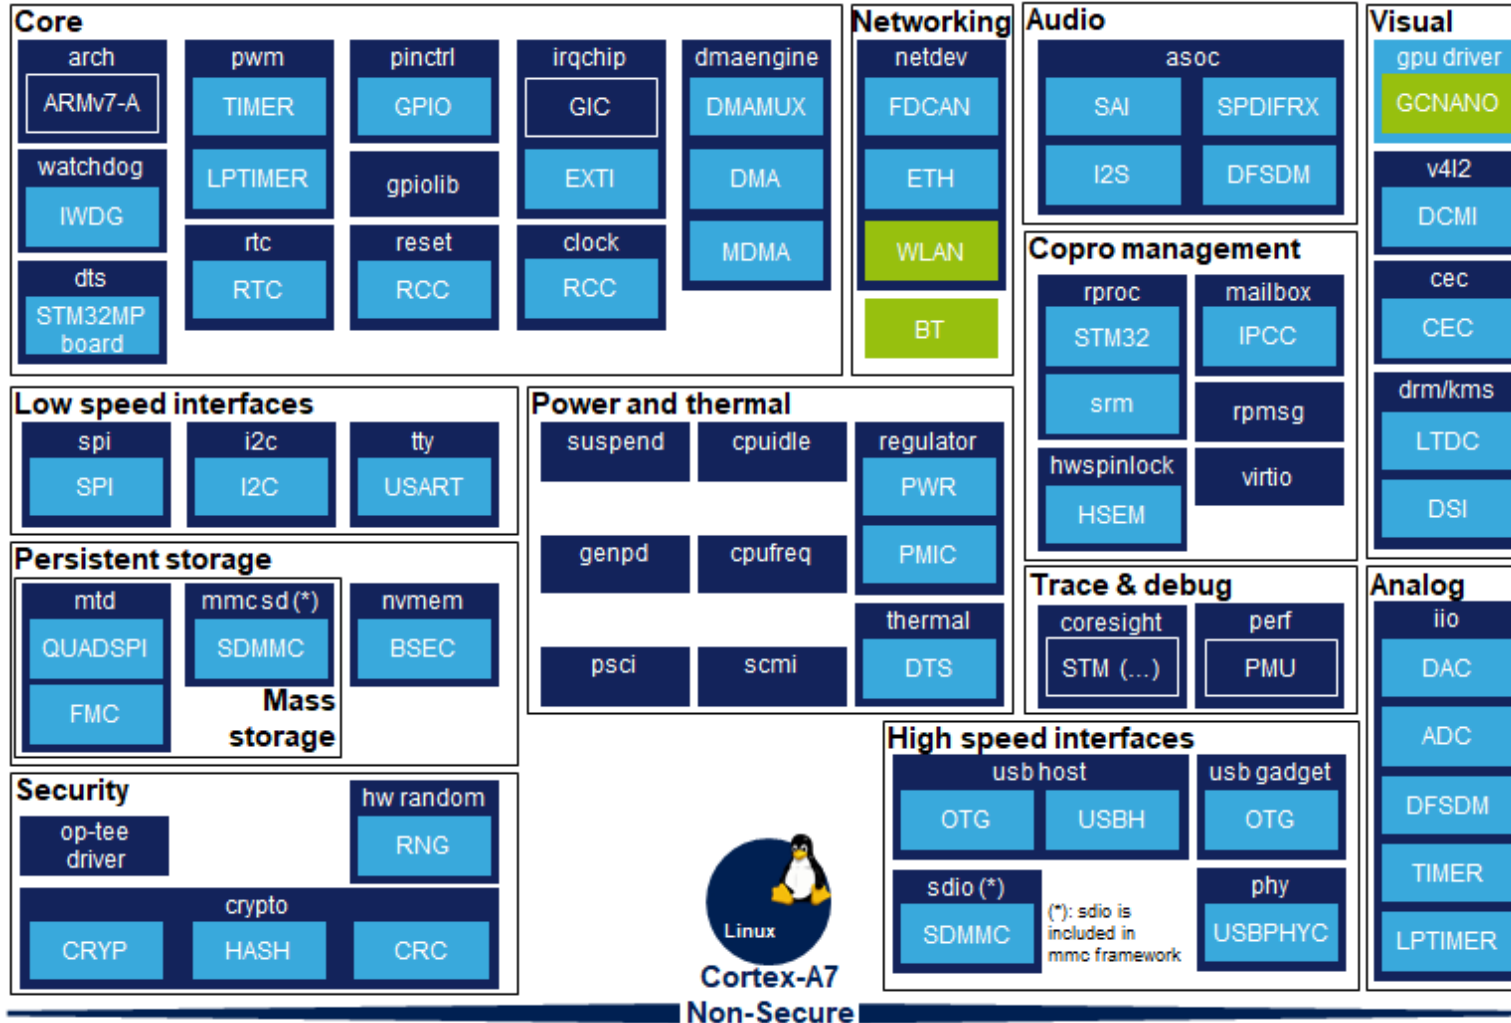 Core
arch
ARMv7-A
watchdog
IWDG
dts
STM32MP
board
pwm
TIMER
LPTIMER
rtc
RTC
pinctrl
GPIO
gpiolib
reset
RCC
irqchip
GIC
EXTI
clock
RCC
dmaengine
DMAMUX
DMA
MDMA
Networking
netdev
FDCAN
ETH
WLAN
BT
Audio
asoc
SAI
SPDIFRX
I2S
DFSDM
Visual
gpu driver
GCNANO
v4l2
DCMI
cec
CEC
drm/kms
LTDC
DSI
Copro management
rproc
STM32
srm
mailbox
IPCC
rpmsg
hwspinlock
HSEM
virtio
Low speed interfaces
spi
SPI
i2c
I2C
tty
USART
Power and thermal
suspend
cpuidle
regulator
PWR
PMIC
genpd
cpufreq
thermal
DTS
psci
scmi
Persistent storage
mtd
QUADSPI
FMC
mmc sd (*)
SDMMC
Mass
storage
nvmem
BSEC
Trace & debug
coresight
STM (...)
perf
PMU
Analog
iio
DAC
ADC
DFSDM
TIMER
LPTIMER
Security
op-tee
driver
hw random
RNG
crypto
CRYP
HASH
CRC
High speed interfaces
usb host
OTG
USBH
usb gadget
OTG
sdio (*)
SDMMC
(*): sdio is
included in
mmc framework
phy
USBPHYC
Linux
Cortex-A7
Non-Secure